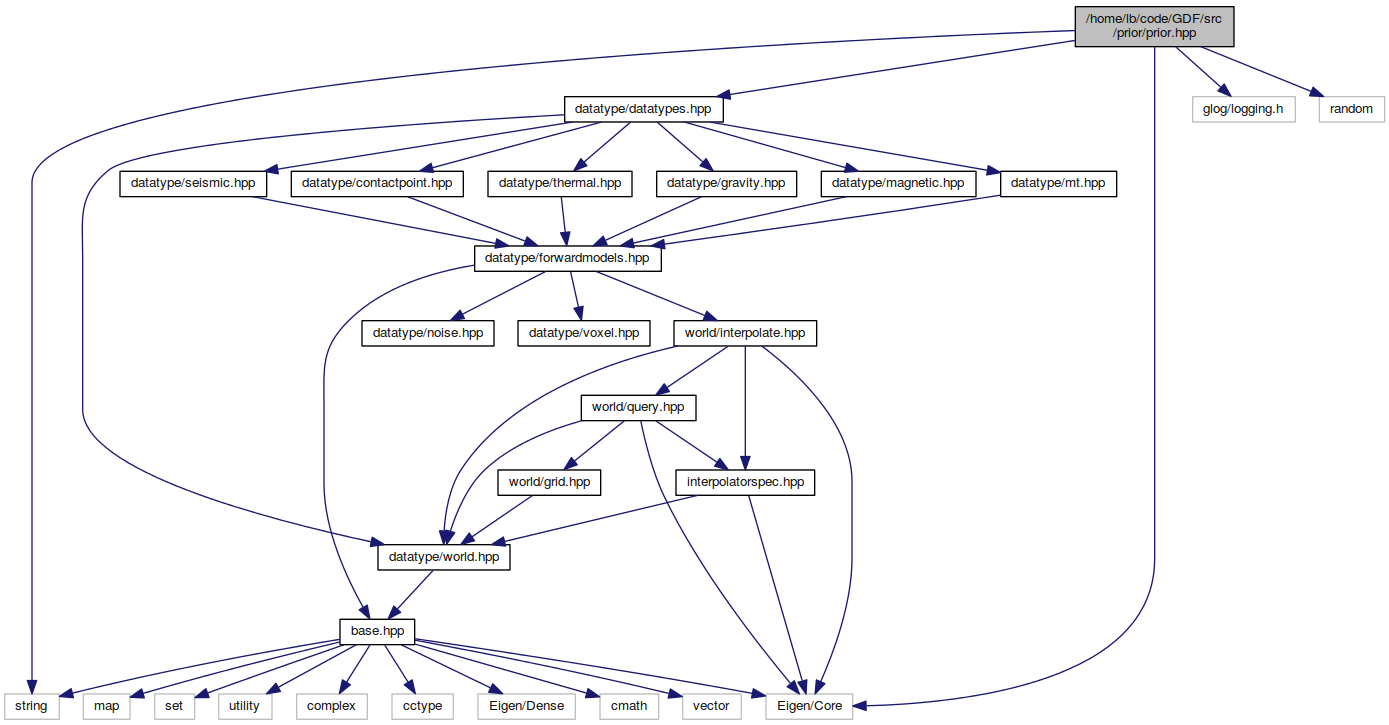 /home/lb/code/GDF/src
/prior/prior.hpp
datatype/datatypes.hpp
glog/logging.h
random
datatype/seismic.hpp
datatype/contactpoint.hpp
datatype/thermal.hpp
datatype/gravity.hpp
datatype/magnetic.hpp
datatype/mt.hpp
datatype/forwardmodels.hpp
datatype/noise.hpp
datatype/voxel.hpp
world/interpolate.hpp
world/query.hpp
world/grid.hpp
interpolatorspec.hpp
datatype/world.hpp
base.hpp
string
map
set
utility
complex
cctype
Eigen/Dense
cmath
vector
Eigen/Core